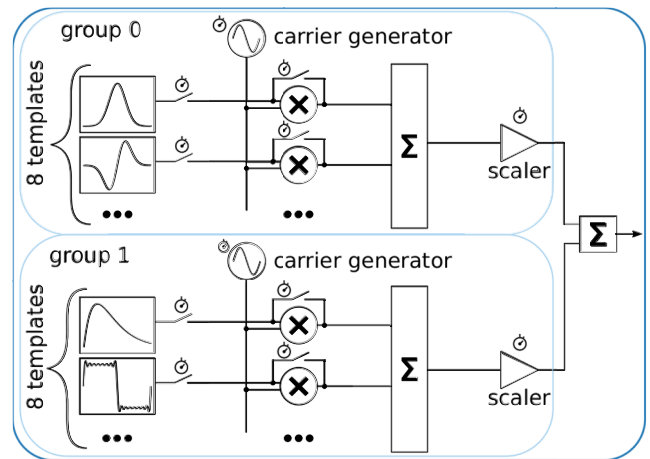 group 0
carrier generator
8 templates
Σ
scaler
•••
•••
Σ
group 1
carrier generator
8 templates
Σ
scaler
•••
•••